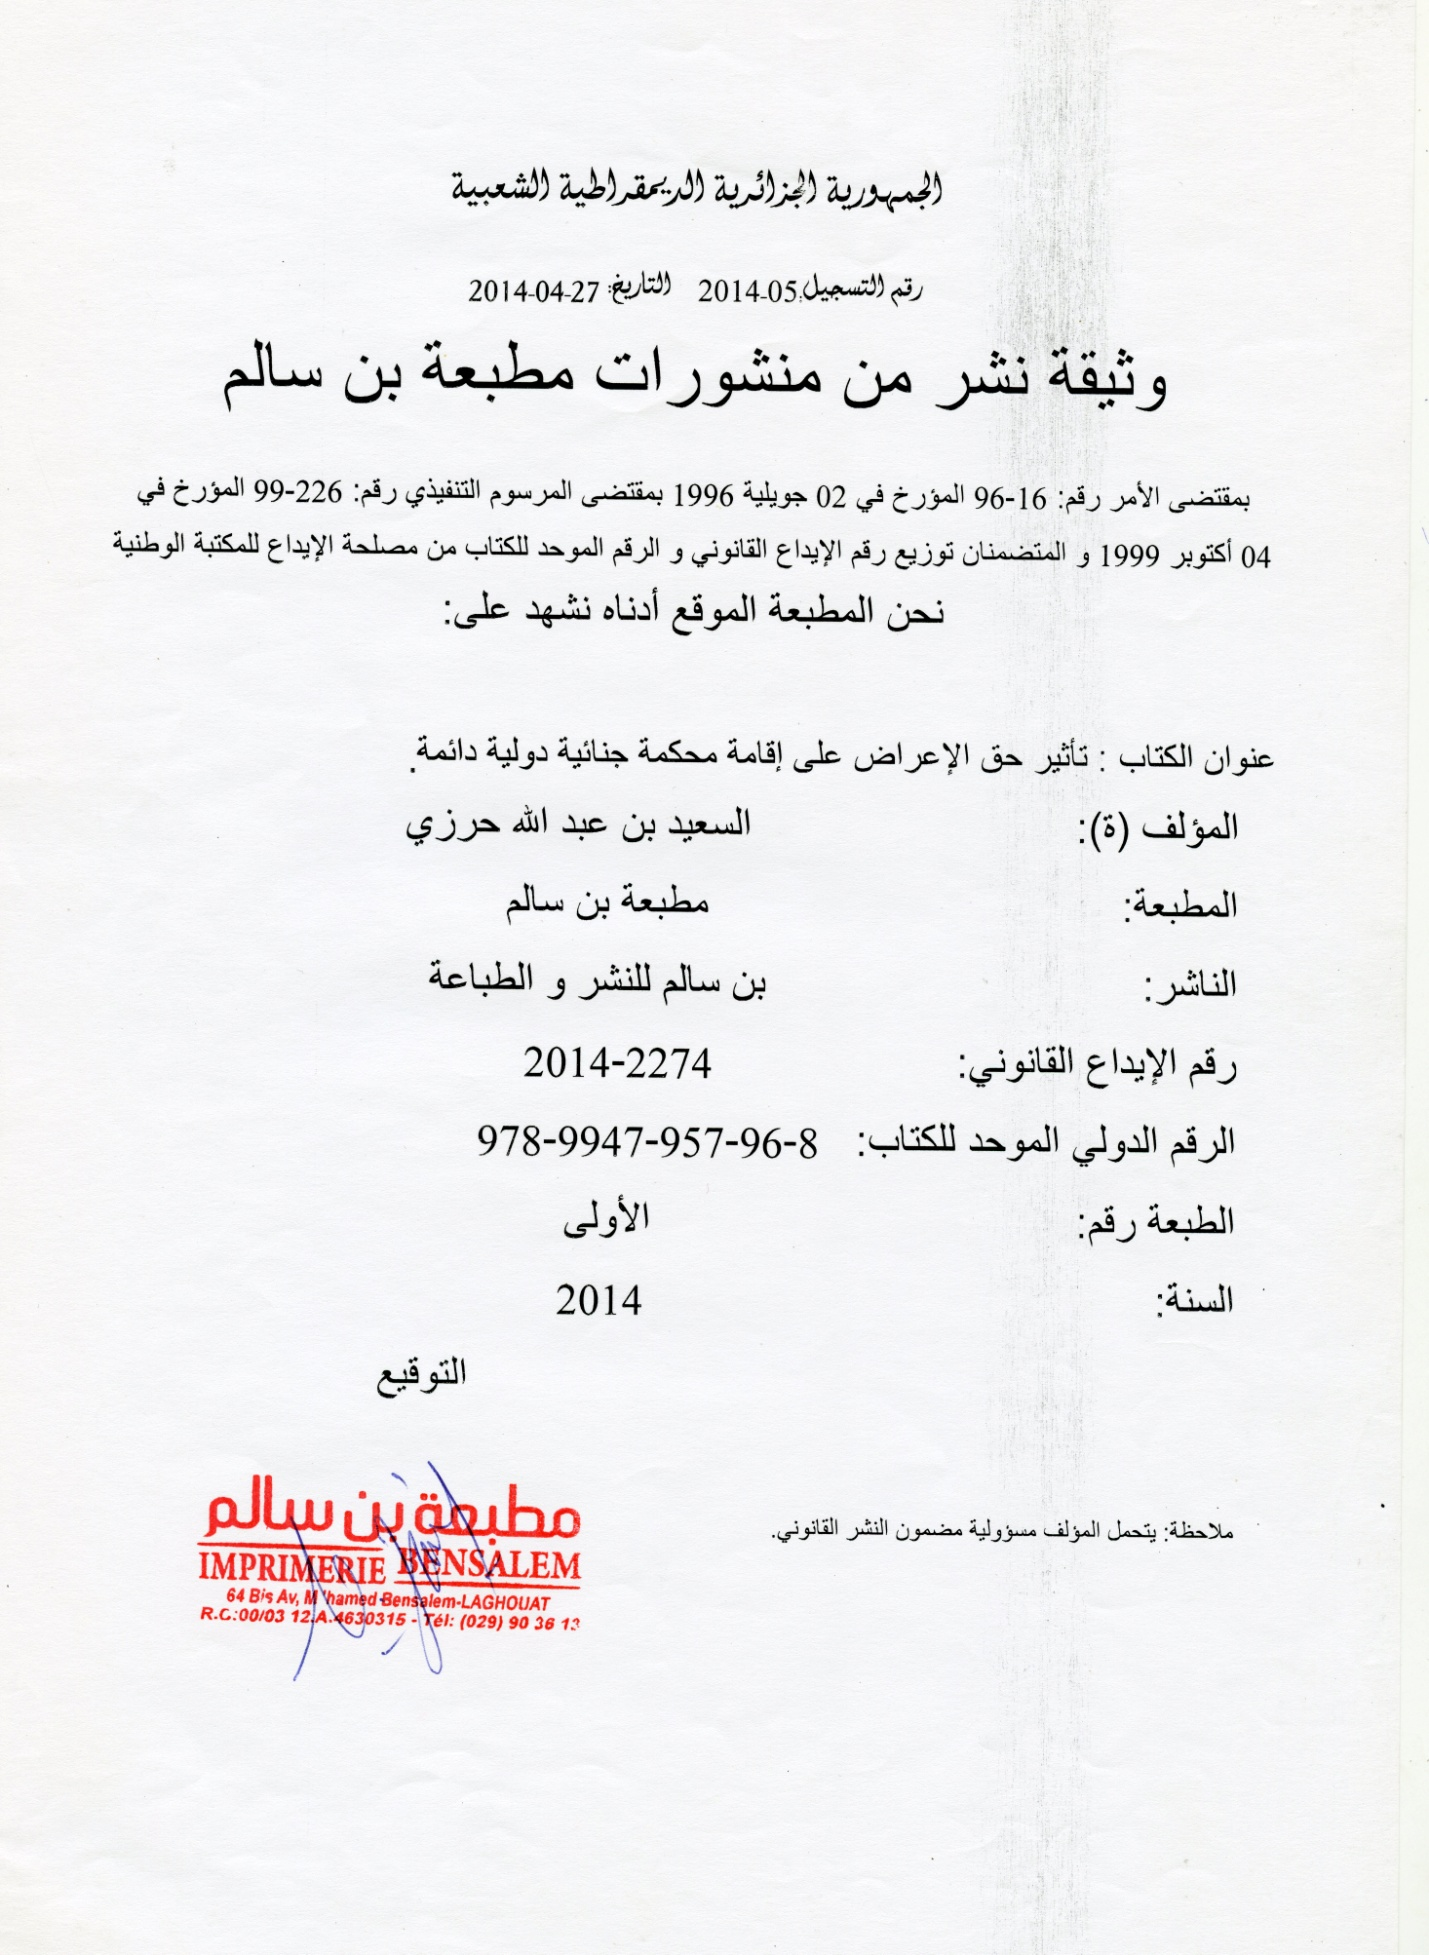 الجمهورية الجزائرية الديمقراطية الشعبية
رقم التسجيل: 05-2014 التاريخ: 27-04-2014
وثيقة نشر من منشورات مطبعة بن سالم
بمقتضى الأمر رقم: 16-96 المؤرخ في 02 جويلية 1996 بمقتضى المرسوم التنفيذي رقم: 226-99 المؤرخ في
04 أكتوبر 1999 و المتضمنان توزيع رقم الإيداع القانوني و الرقم الموحد للكتاب من مصلحة الإيداع للمكتبة الوطنية
نحن المطبعة الموقع أدناه نشهد على:
عنوان الكتاب : تأثير حق الإعراض على إقامة محكمة جنائية دولية دائمة.
المؤلف (ة): السعيد بن عبد الله حرزي
المطبعة: مطبعة بن سالم
الناشر: بن سالم للنشر و الطباعة
رقم الإيداع القانوني: 2014-2274
الرقم الدولي الموحد للكتاب: 978-9947-957-96-8
الطبعة رقم: الأولى
السنة: 2014
التوقيع
ملاحظة: يتحمل المؤلف مسؤولية مضمون النشر القانوني.
مطبعة بن سالم
IMPRIMERIE BENSALEM
64 Bis Av, M'hamed Bensalem-LAGHOUAT
R.C:00/03 12.A.4630315 - Tél: (029) 90 36 13